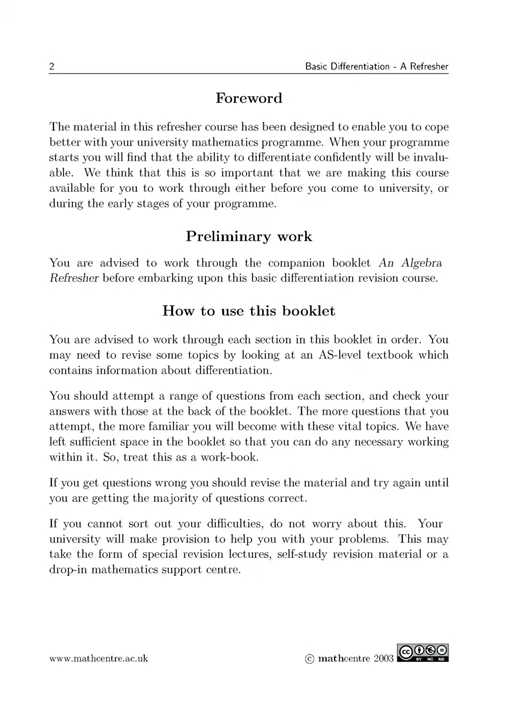 2
Basic Differentiation - A Refresher
Foreword
The material in this refresher course has been designed to enable you to cope
better with your university mathematics programme. When your programme
starts you will find that the ability to differentiate confidently will be invalu-
able. We think that this is so important that we are making this course
available for you to work through either before you come to university, or
during the early stages of your programme.
Preliminary work
You are advised to work through the companion booklet An Algebra
Refresher before embarking upon this basic differentiation revision course.
How to use this booklet
You are advised to work through each section in this booklet in order. You
may need to revise some topics by looking at an AS-level textbook which
contains information about differentiation.
You should attempt a range of questions from each section, and check your
answers with those at the back of the booklet. The more questions that you
attempt, the more familiar you will become with these vital topics. We have
left sufficient space in the booklet so that you can do any necessary working
within it. So, treat this as a work-book.
If you get questions wrong you should revise the material and try again until
you are getting the majority of questions correct.
If you cannot sort out your difficulties, do not worry about this. Your
university will make provision to help you with your problems. This may
take the form of special revision lectures, self-study revision material or a
drop-in mathematics support centre.
www.mathcentre.ac.uk
© mathcentre 2003
cc
BY NC ND